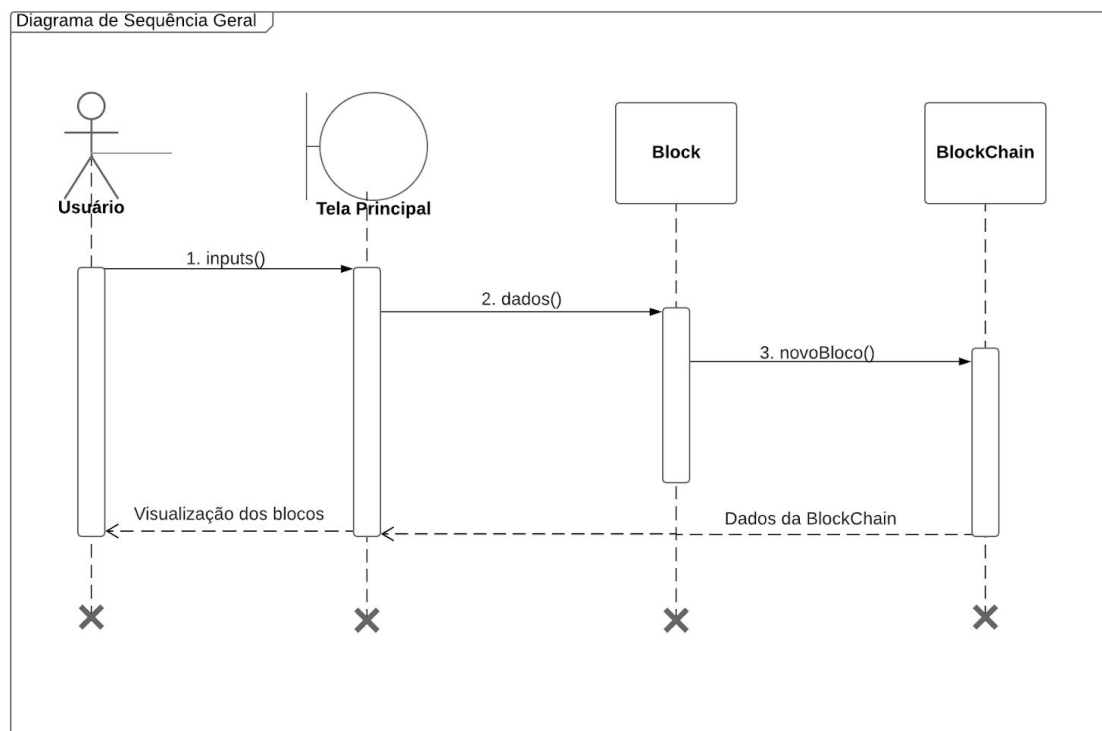 Diagrama de Sequência Geral
Block
BlockChain
Usuário
Tela Principal
1. inputs()
2. dados()
3. novoBloco()
Visualização dos blocos
Dados da BlockChain